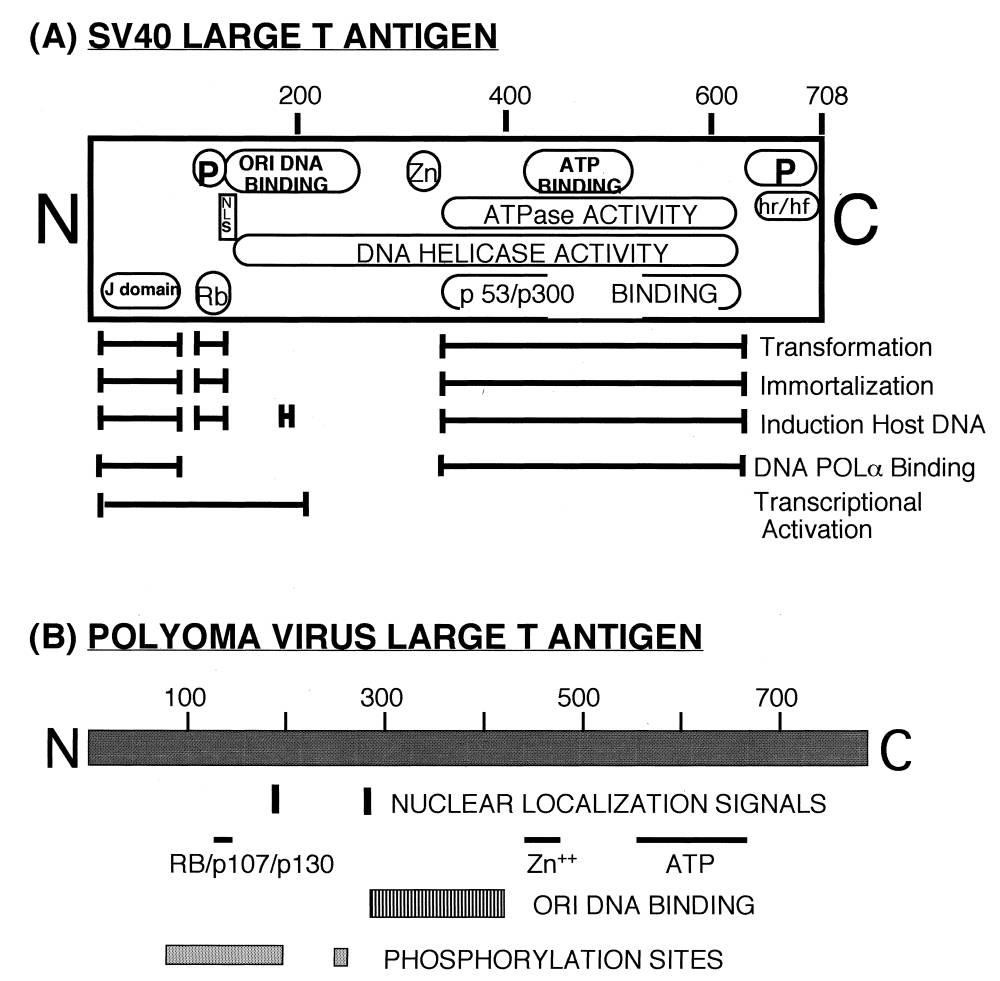 (A) SV40 LARGE T ANTIGEN
200 400 600 708
P ORI DNA BINDING Zn ATP BINDING P
N NLS ATPase ACTIVITY hr/hf C
DNA HELICASE ACTIVITY
J domain Rb p 53/p300 BINDING
Transformation
Immortalization
H Induction Host DNA
DNA POLα Binding
Transcriptional
Activation
(B) POLYOMA VIRUS LARGE T ANTIGEN
100 300 500 700
N C
NUCLEAR LOCALIZATION SIGNALS
RB/p107/p130 Zn++ ATP
ORI DNA BINDING
PHOSPHORYLATION SITES